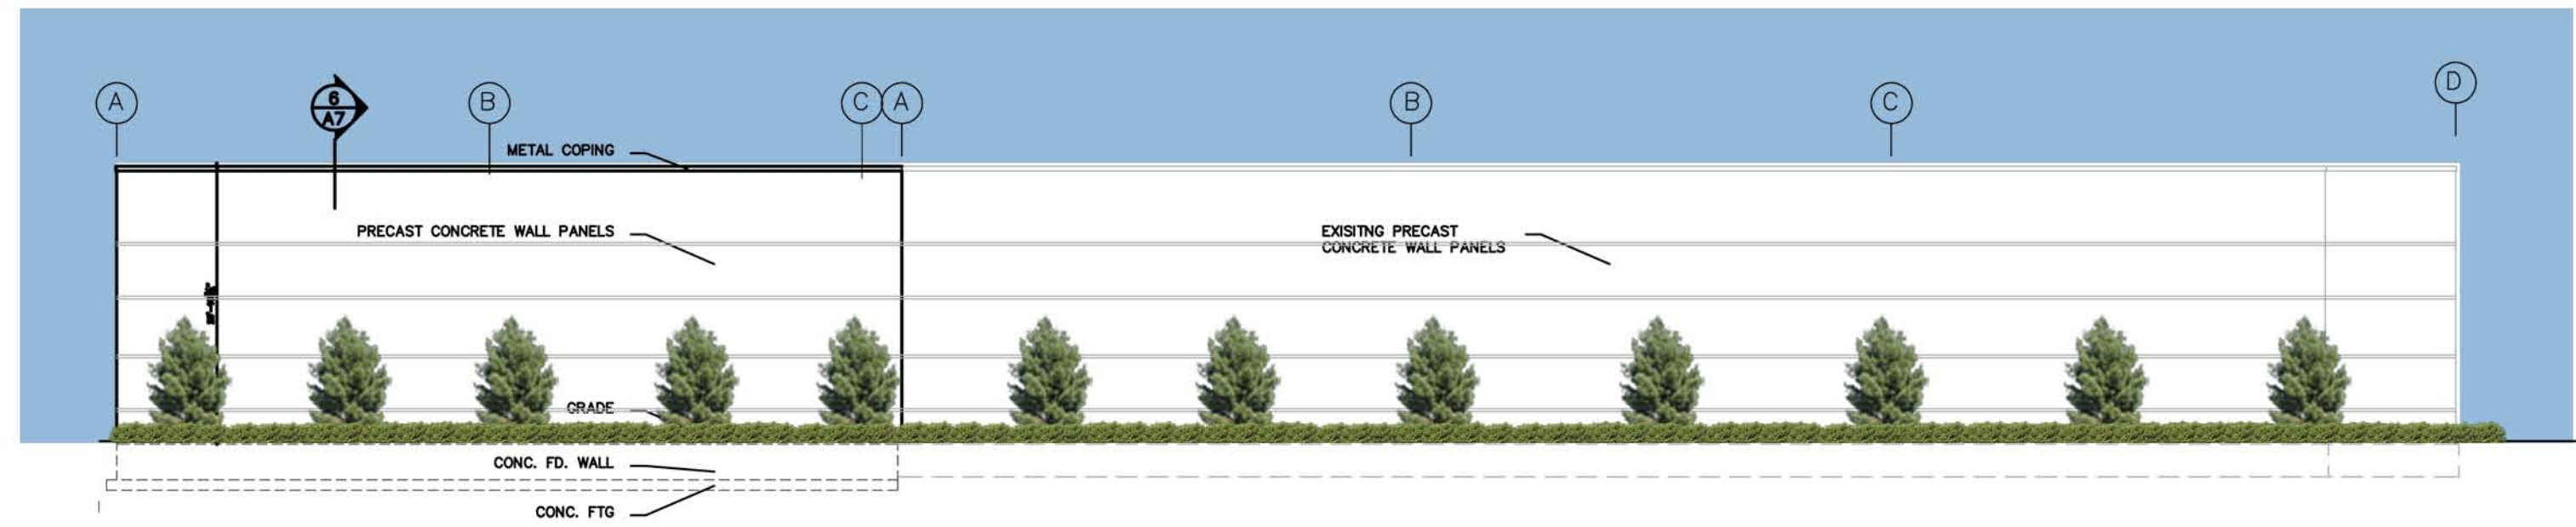 A
6
A7
B
C
A
B
C
D
METAL COPING
PRECAST CONCRETE WALL PANELS
EXISITNG PRECAST
CONCRETE WALL PANELS
GRADE
CONC. FD. WALL
CONC. FTG